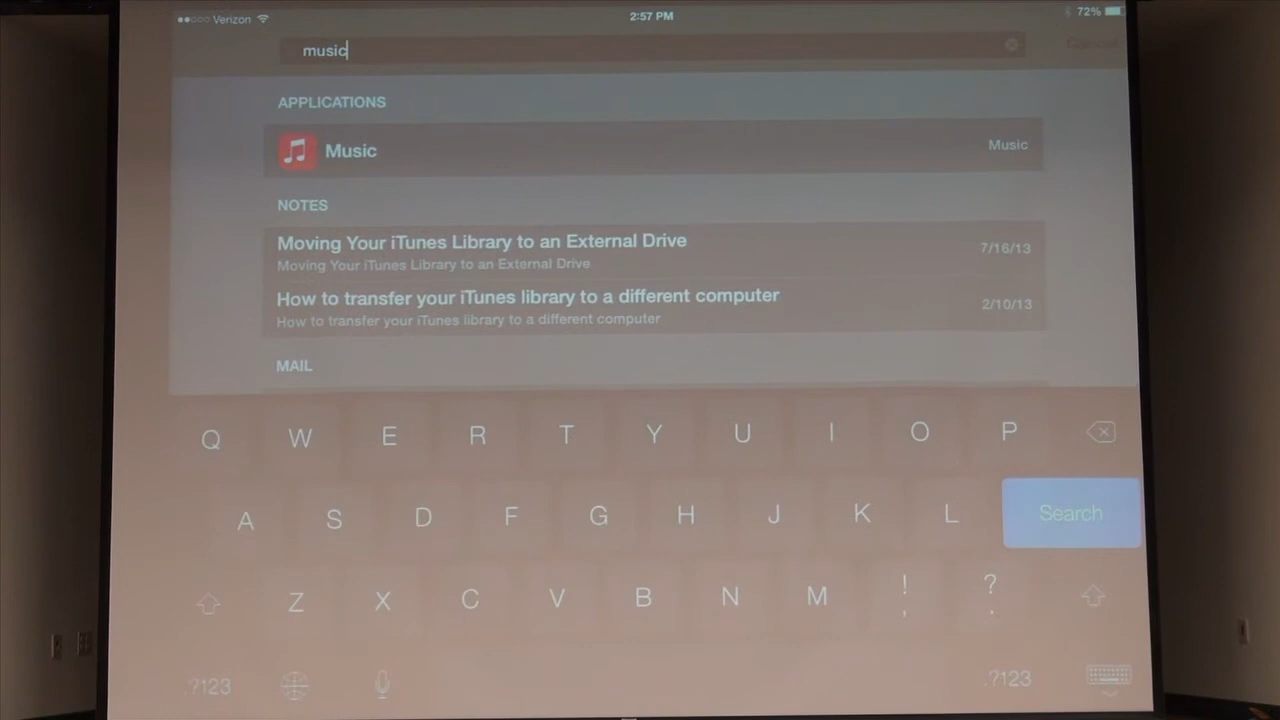 Verizon 2:57 PM 72%
music Cancel
APPLICATIONS
Music Music
NOTES
Moving Your iTunes Library to an External Drive 7/16/13
Moving Your iTunes Library to an External Drive
How to transfer your iTunes library to a different computer 2/10/13
How to transfer your iTunes library to a different computer
MAIL
Q W E R T Y U I O P
A S D F G H J K L Search
Z X C V B N M ! , ? .
.?123 .?123